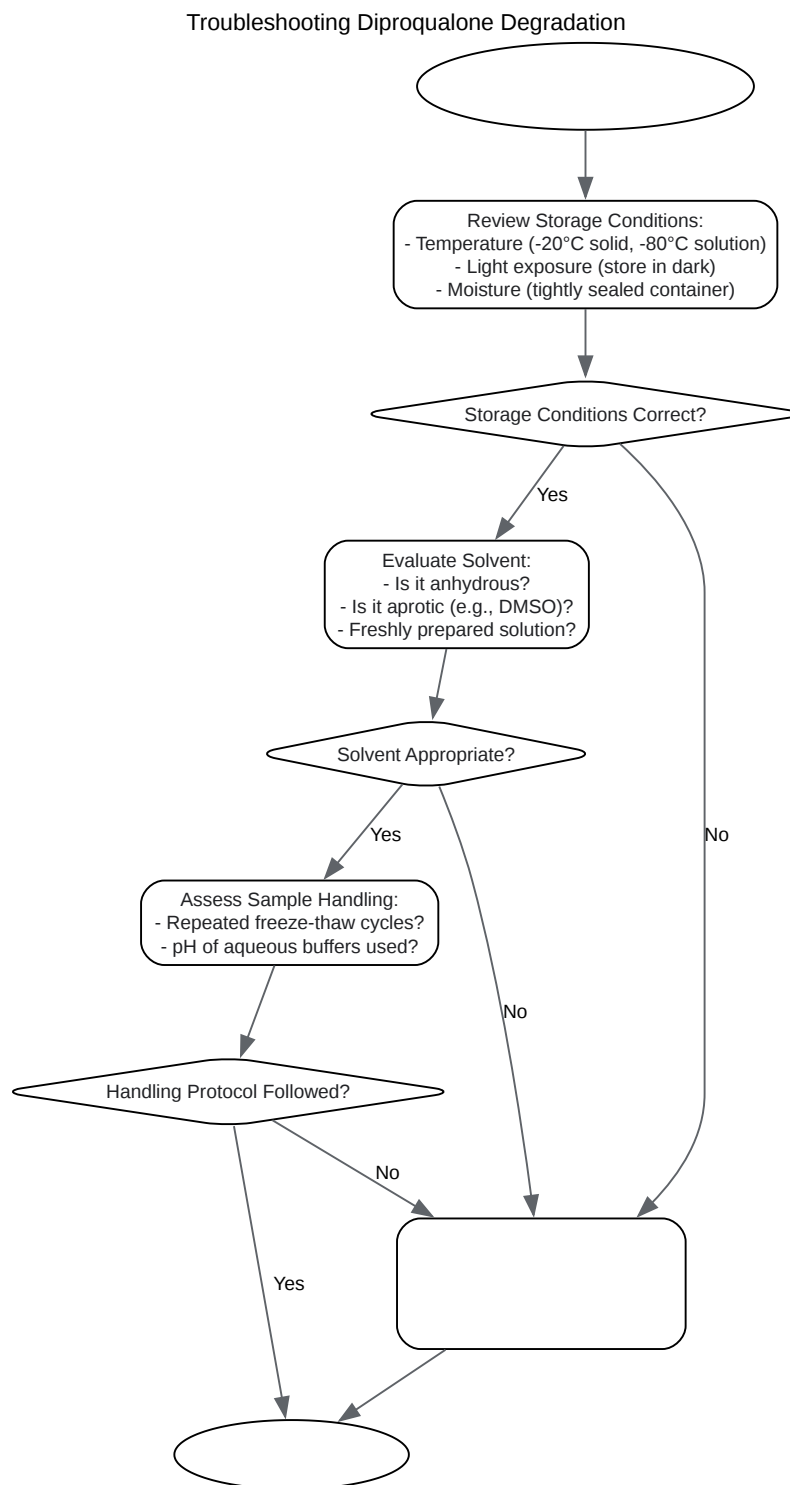 Troubleshooting Diproqualone Degradation
Review Storage Conditions:
- Temperature (-20°C solid, -80°C solution)
- Light exposure (store in dark)
- Moisture (tightly sealed container)
Storage Conditions Correct?
Yes
Evaluate Solvent:
- Is it anhydrous?
- Is it aprotic (e.g., DMSO)?
- Freshly prepared solution?
Solvent Appropriate?
Yes
No
Assess Sample Handling:
- Repeated freeze-thaw cycles?
- pH of aqueous buffers used?
No
Handling Protocol Followed?
No
Yes